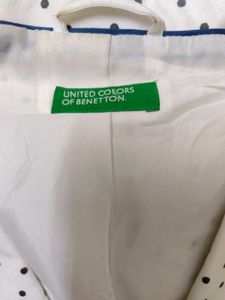 UNITED COLORS
OF BENETTON.